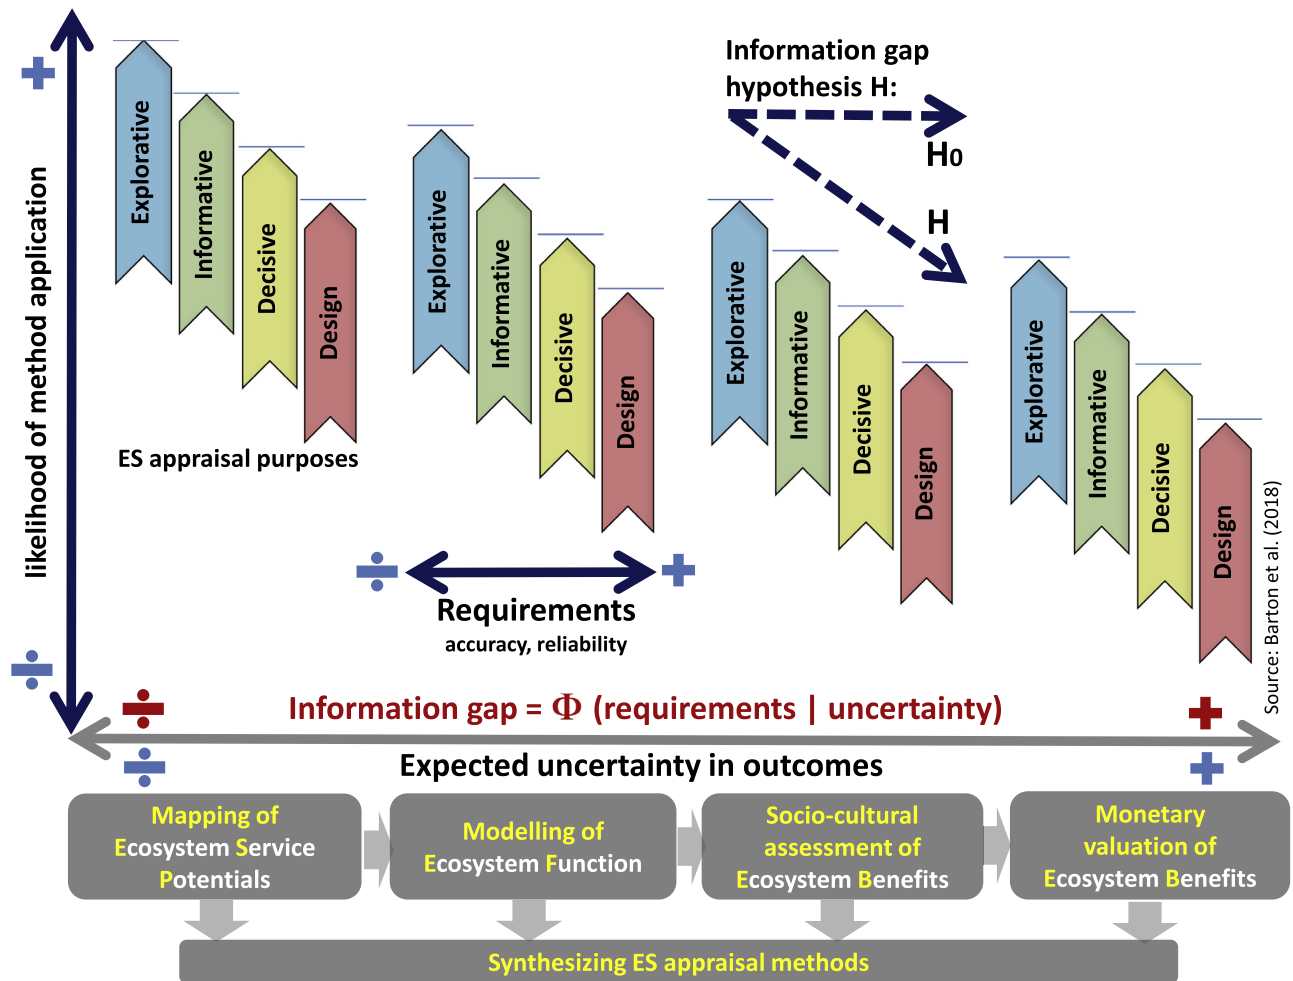 Information gap
hypothesis H:
H0
H
likelihood of method application
Explorative
Informative
Decisive
Design
Explorative
Informative
Decisive
Design
Explorative
Informative
Decisive
Design
Explorative
Informative
Decisive
Design
ES appraisal purposes
Requirements
accuracy, reliability
Source: Barton et al. (2018)
Information gap = Φ (requirements | uncertainty)
Expected uncertainty in outcomes
Mapping of
Ecosystem Service
Potentials
Modelling of
Ecosystem Function
Socio-cultural
assessment of
Ecosystem Benefits
Monetary
valuation of
Ecosystem Benefits
Synthesizing ES appraisal methods